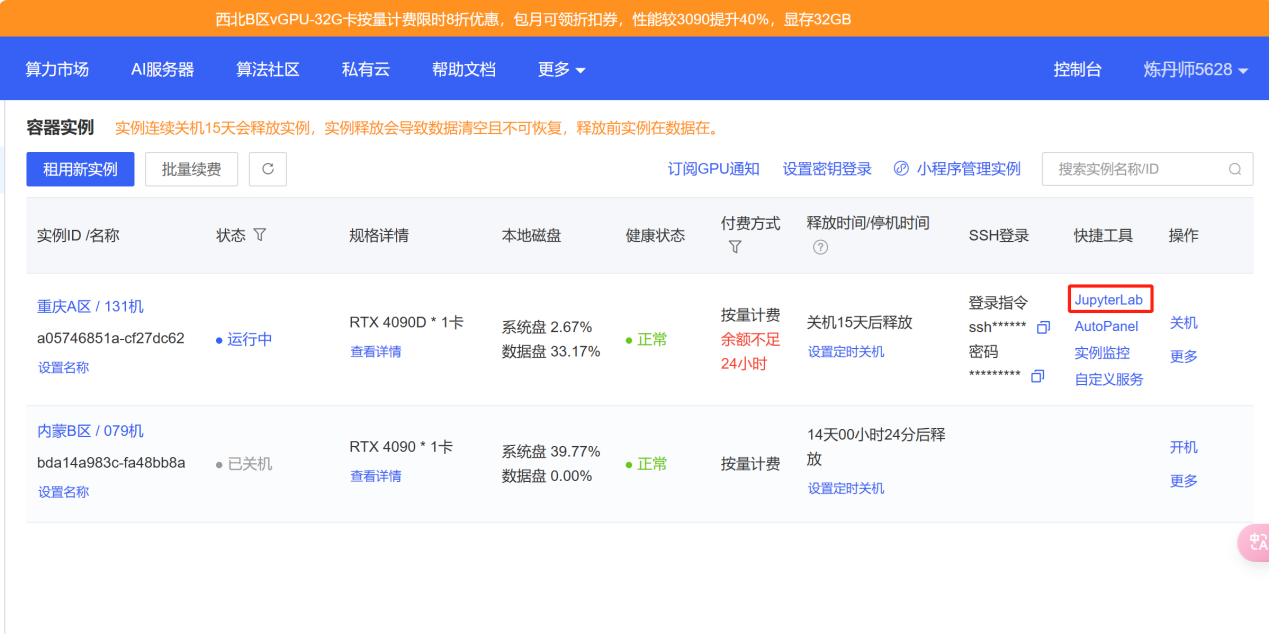 西北B区vGPU-32G卡按量计费限时8折优惠，包月可领折扣券，性能较3090提升40%，显存32GB
算力市场 AI服务器 算法社区 私有云 帮助文档 更多 控制台 炼丹师5628
容器实例 实例连续关机15天会释放实例，实例释放会导致数据清空且不可恢复，释放前实例在数据在。
租用新实例 批量续费 订阅GPU通知 设置密钥登录 小程序管理实例 搜索实例名称/ID
实例ID /名称 状态 规格详情 本地磁盘 健康状态 付费方式 释放时间/停机时间 SSH登录 快捷工具 操作
重庆A区 / 131机
a05746851a-cf27dc62
设置名称
运行中
RTX 4090D * 1卡
查看详情
系统盘 2.67%
数据盘 33.17%
正常
按量计费
余额不足
24小时
关机15天后释放
设置定时关机
登录指令
ssh******
密码
*********
JupyterLab
AutoPanel
实例监控
自定义服务
关机
更多
内蒙B区 / 079机
bda14a983c-fa48bb8a
设置名称
已关机
RTX 4090 * 1卡
查看详情
系统盘 39.77%
数据盘 0.00%
正常
按量计费
14天00小时24分后释
放
设置定时关机
开机
更多